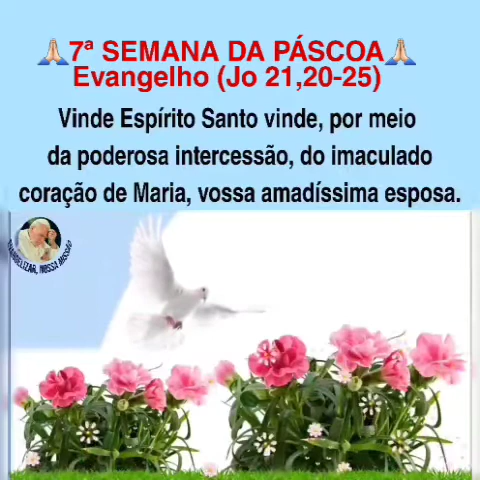 🙏🏻7ª SEMANA DA PÁSCOA🙏🏻
Evangelho (Jo 21,20-25)
Vinde Espírito Santo vinde, por meio
da poderosa intercessão, do imaculado
coração de Maria, vossa amadíssima esposa.
EVANGELIZAR, NOSSA MISSÃO